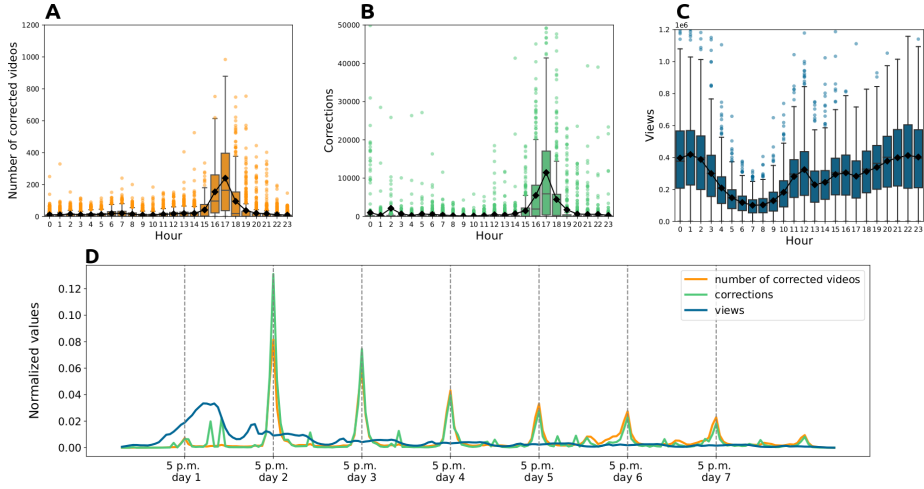 A
Number of corrected videos
1200
1000
800
600
400
200
0
0 1 2 3 4 5 6 7 8 9 10 11 12 13 14 15 16 17 18 19 20 21 22 23
Hour
B
Corrections
50000
40000
30000
20000
10000
0
0 1 2 3 4 5 6 7 8 9 10 11 12 13 14 15 16 17 18 19 20 21 22 23
Hour
C
1e6
Views
1.2
1.0
0.8
0.6
0.4
0.2
0.0
0 1 2 3 4 5 6 7 8 9 10 11 12 13 14 15 16 17 18 19 20 21 22 23
Hour
D
Normalized values
0.12
0.10
0.08
0.06
0.04
0.02
0.00
number of corrected videos
corrections
views
5 p.m. 5 p.m. 5 p.m. 5 p.m. 5 p.m. 5 p.m. 5 p.m.
day 1 day 2 day 3 day 4 day 5 day 6 day 7